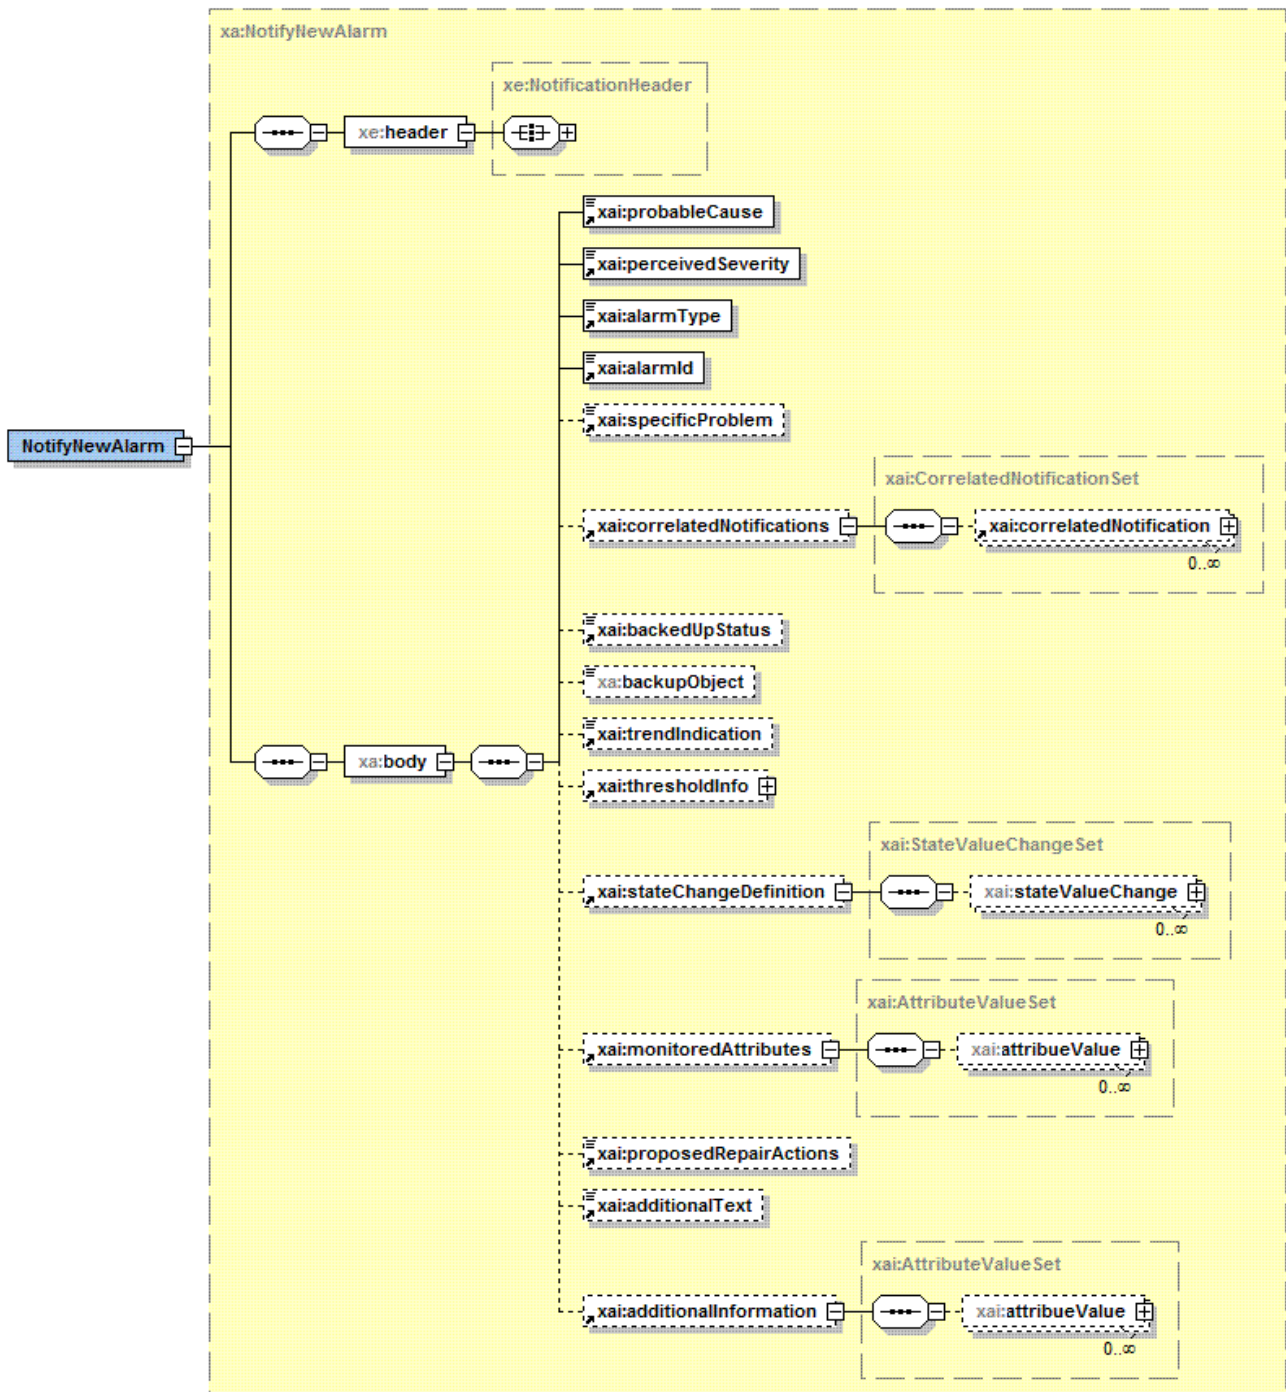 xa:NotifyNewAlarm
xe:NotificationHeader
xe:header
xai:probableCause
xai:perceivedSeverity
xai:alarmType
xai:alarmId
xai:specificProblem
NotifyNewAlarm
xai:CorrelatedNotificationSet
xai:correlatedNotifications
xai:correlatedNotification
0..∞
xai:backedUpStatus
xa:backupObject
xai:trendIndication
xa:body
xai:thresholdInfo
xai:StateValueChangeSet
xai:stateChangeDefinition
xai:stateValueChange
0..∞
xai:AttributeValueSet
xai:monitoredAttributes
xai:attribueValue
0..∞
xai:proposedRepairActions
xai:additionalText
xai:AttributeValueSet
xai:additionalInformation
xai:attribueValue
0..∞